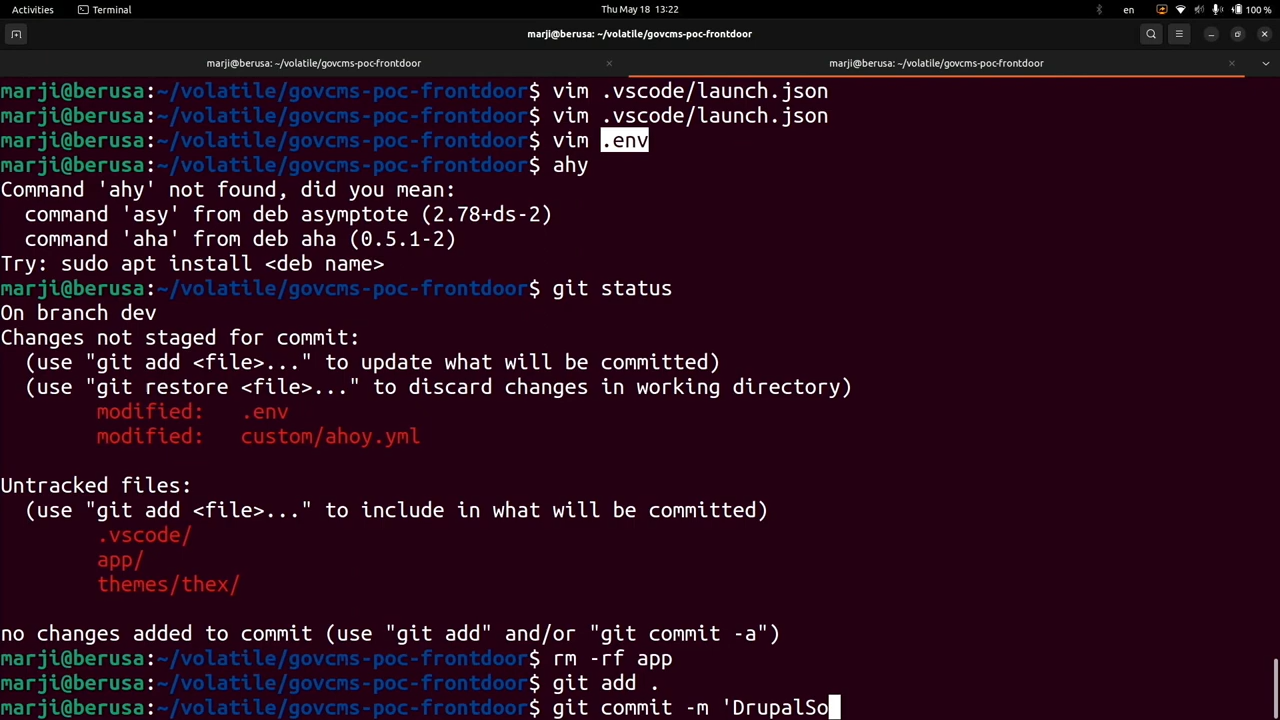 Activities Terminal Thu May 18 13:22 en 100 %
marji@berusa: ~/volatile/govcms-poc-frontdoor
marji@berusa: ~/volatile/govcms-poc-frontdoor × marji@berusa: ~/volatile/govcms-poc-frontdoor ×
marji@berusa:~/volatile/govcms-poc-frontdoor$ vim .vscode/launch.json
marji@berusa:~/volatile/govcms-poc-frontdoor$ vim .vscode/launch.json
marji@berusa:~/volatile/govcms-poc-frontdoor$ vim .env
marji@berusa:~/volatile/govcms-poc-frontdoor$ ahy
Command 'ahy' not found, did you mean:
  command 'asy' from deb asymptote (2.78+ds-2)
  command 'aha' from deb aha (0.5.1-2)
Try: sudo apt install <deb name>
marji@berusa:~/volatile/govcms-poc-frontdoor$ git status
On branch dev
Changes not staged for commit:
  (use "git add <file>..." to update what will be committed)
  (use "git restore <file>..." to discard changes in working directory)
        modified:   .env
        modified:   custom/ahoy.yml
Untracked files:
  (use "git add <file>..." to include in what will be committed)
        .vscode/
        app/
        themes/thex/
no changes added to commit (use "git add" and/or "git commit -a")
marji@berusa:~/volatile/govcms-poc-frontdoor$ rm -rf app
marji@berusa:~/volatile/govcms-poc-frontdoor$ git add .
marji@berusa:~/volatile/govcms-poc-frontdoor$ git commit -m 'DrupalSo